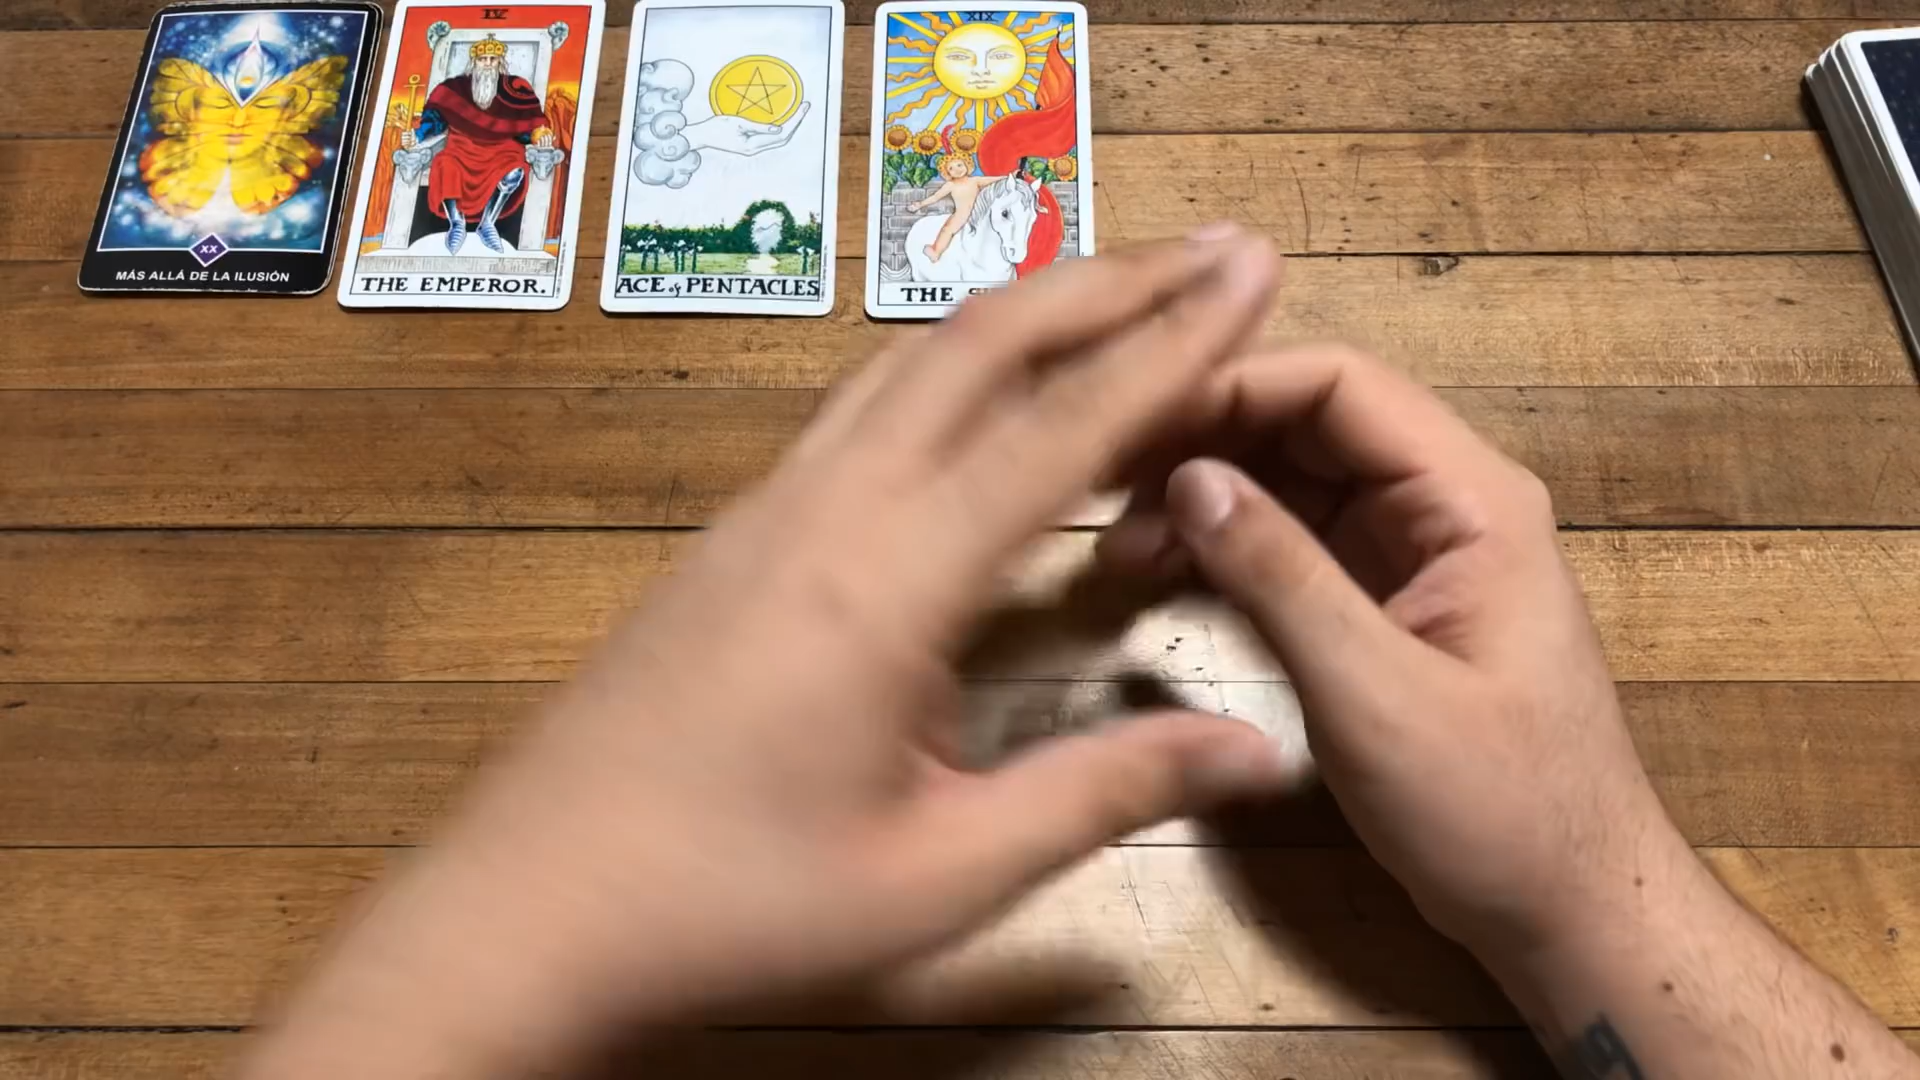 XX
MÁS ALLÁ DE LA ILUSIÓN
IV
THE EMPEROR.
ACE of PENTACLES
XIX
THE